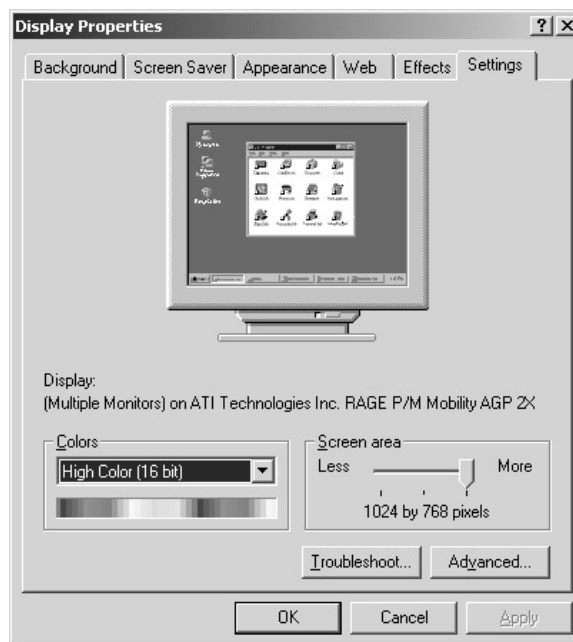 Display Properties
Background Screen Saver Appearance Web Effects Settings
Display:
(Multiple Monitors) on ATI Technologies Inc. RAGE P/M Mobility AGP 2X
Colors
High Color (16 bit)
Screen area
Less More
1024 by 768 pixels
Troubleshoot... Advanced...
OK Cancel Apply